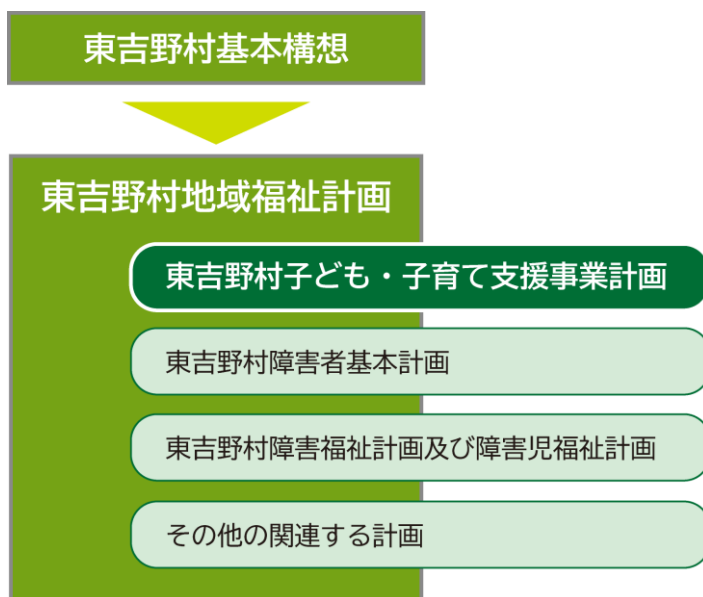 東吉野村基本構想
東吉野村地域福祉計画
東吉野村子ども・子育て支援事業計画
東吉野村障害者基本計画
東吉野村障害福祉計画及び障害児福祉計画
その他の関連する計画